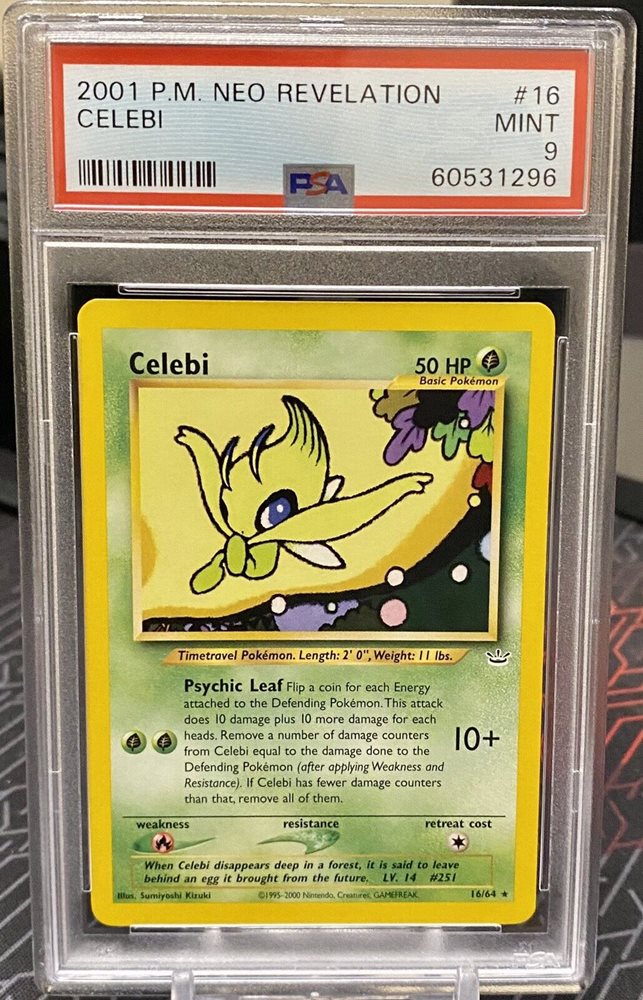 2001 P.M. NEO REVELATION #16
CELEBI MINT
9
PSA 60531296
Celebi 50 HP
Basic Pokémon
Timetravel Pokémon. Length: 2' 0", Weight: 11 lbs.
Psychic Leaf Flip a coin for each Energy
attached to the Defending Pokémon. This attack
does 10 damage plus 10 more damage for each
heads. Remove a number of damage counters
from Celebi equal to the damage done to the
Defending Pokémon (after applying Weakness and
Resistance). If Celebi has fewer damage counters
than that, remove all of them.
10+
weakness resistance retreat cost
When Celebi disappears deep in a forest, it is said to leave
behind an egg it brought from the future. LV. 14 #251
Illus. Sumiyoshi Kizuki ©1995-2000 Nintendo, Creatures, GAMEFREAK. 16/64 ★
PSA